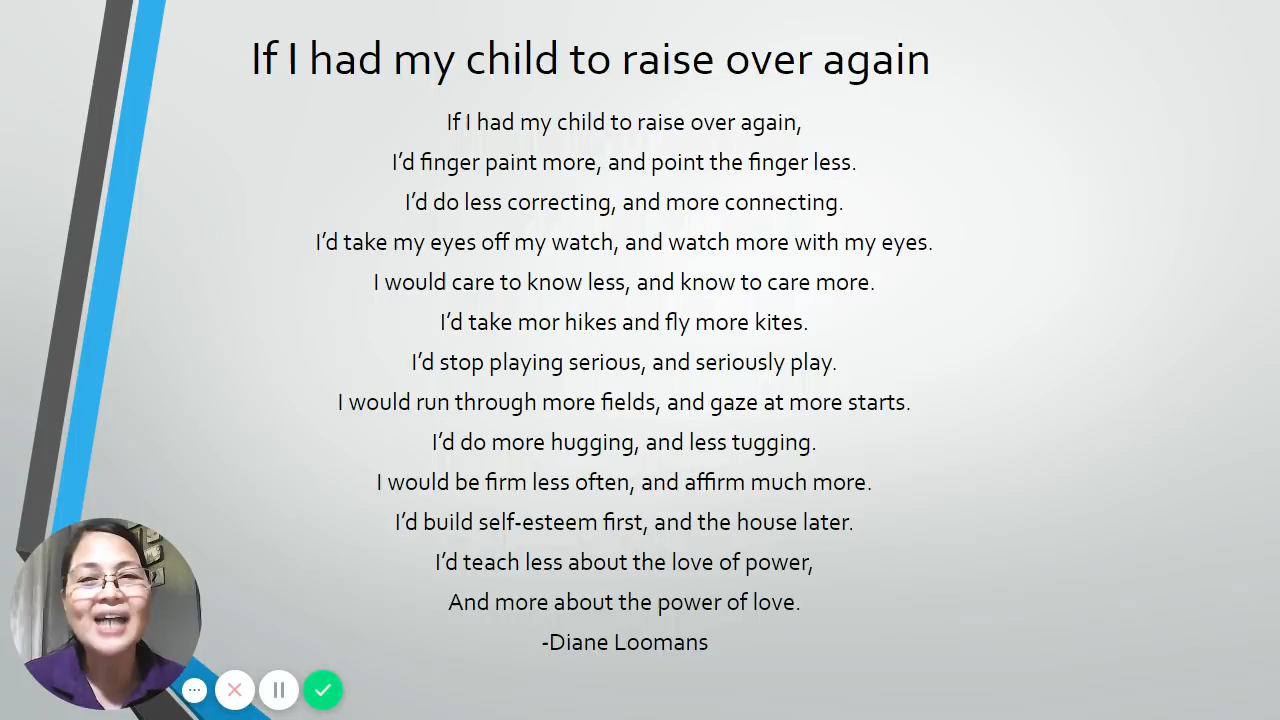 If I had my child to raise over again
If I had my child to raise over again,
I’d finger paint more, and point the finger less.
I’d do less correcting, and more connecting.
I’d take my eyes off my watch, and watch more with my eyes.
I would care to know less, and know to care more.
I’d take mor hikes and fly more kites.
I’d stop playing serious, and seriously play.
I would run through more fields, and gaze at more starts.
I’d do more hugging, and less tugging.
I would be firm less often, and affirm much more.
I’d build self-esteem first, and the house later.
I’d teach less about the love of power,
And more about the power of love.
-Diane Loomans